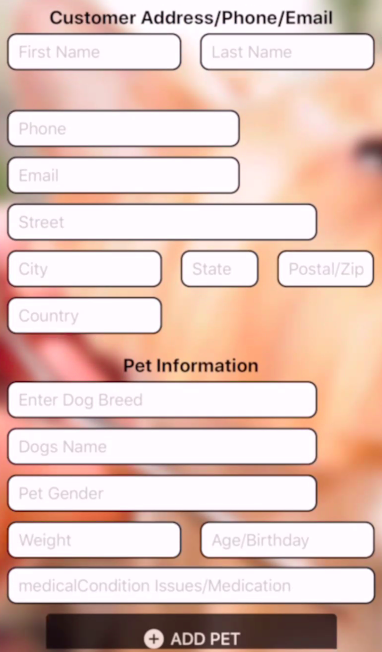 Customer Address/Phone/Email
First Name Last Name
Phone
Email
Street
City State Postal/Zip
Country
Pet Information
Enter Dog Breed
Dogs Name
Pet Gender
Weight Age/Birthday
medicalCondition Issues/Medication
ADD PET